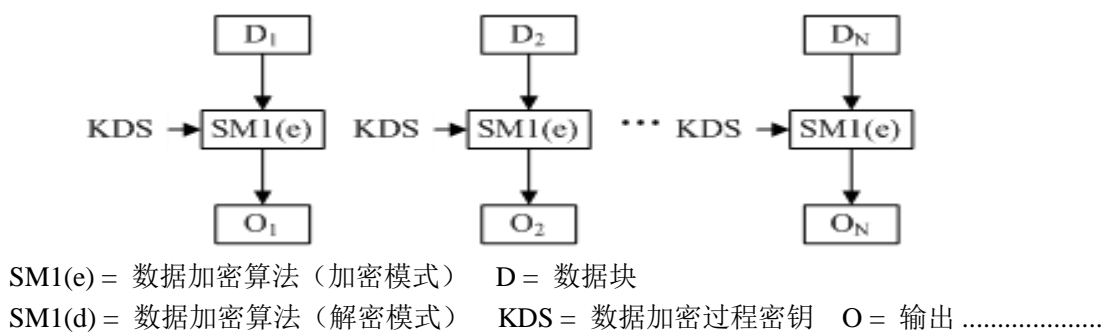 D₁ D₂ D_N
KDS SM1(e) KDS SM1(e) ··· KDS SM1(e)
O₁ O₂ O_N
SM1(e) = 数据加密算法（加密模式） D = 数据块
SM1(d) = 数据加密算法（解密模式） KDS = 数据加密过程密钥 O = 输出 ....................